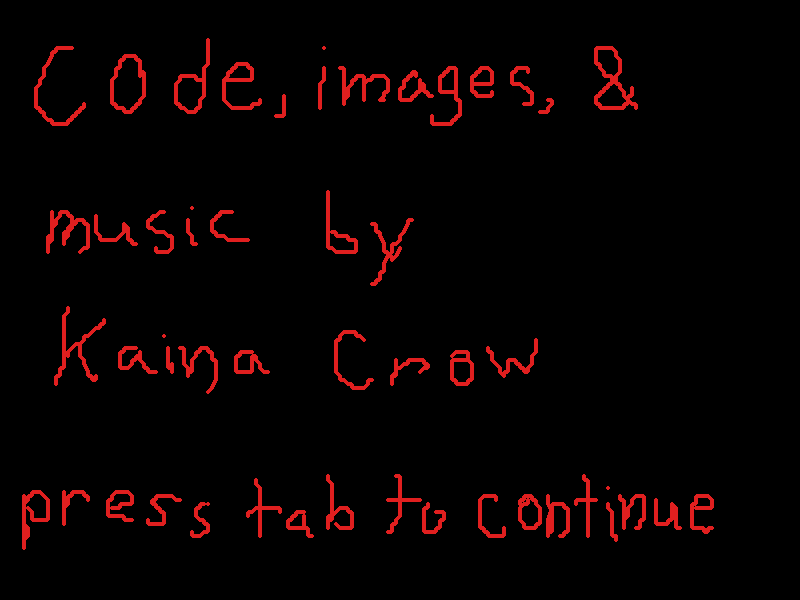 Code, images, &
music by
Kaina Crow
press tab to continue